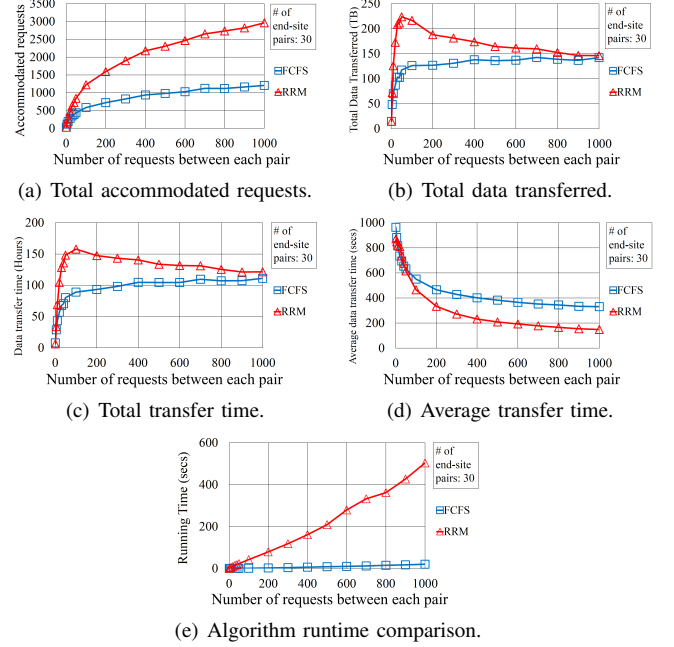 3500
3000
2500
2000
1500
1000
500
0
Accommodated requests
0 200 400 600 800 1000
Number of requests between each pair
# of
end-site
pairs: 30
FCFS
RRM
(a) Total accommodated requests.
250
200
150
100
50
0
Total Data Transferred (TB)
0 200 400 600 800 1000
Number of requests between each pair
# of
end-site
pairs: 30
FCFS
RRM
(b) Total data transferred.
200
150
100
50
0
Data transfer time (Hours)
0 200 400 600 800 1000
Number of requests between each pair
# of
end-site
pairs: 30
FCFS
RRM
(c) Total transfer time.
1000
800
600
400
200
0
Average data transfer time (secs)
0 200 400 600 800 1000
Number of requests between each pair
# of
end-site
pairs: 30
FCFS
RRM
(d) Average transfer time.
600
400
200
0
Running Time (secs)
0 200 400 600 800 1000
Number of requests between each pair
# of
end-site
pairs: 30
FCFS
RRM
(e) Algorithm runtime comparison.